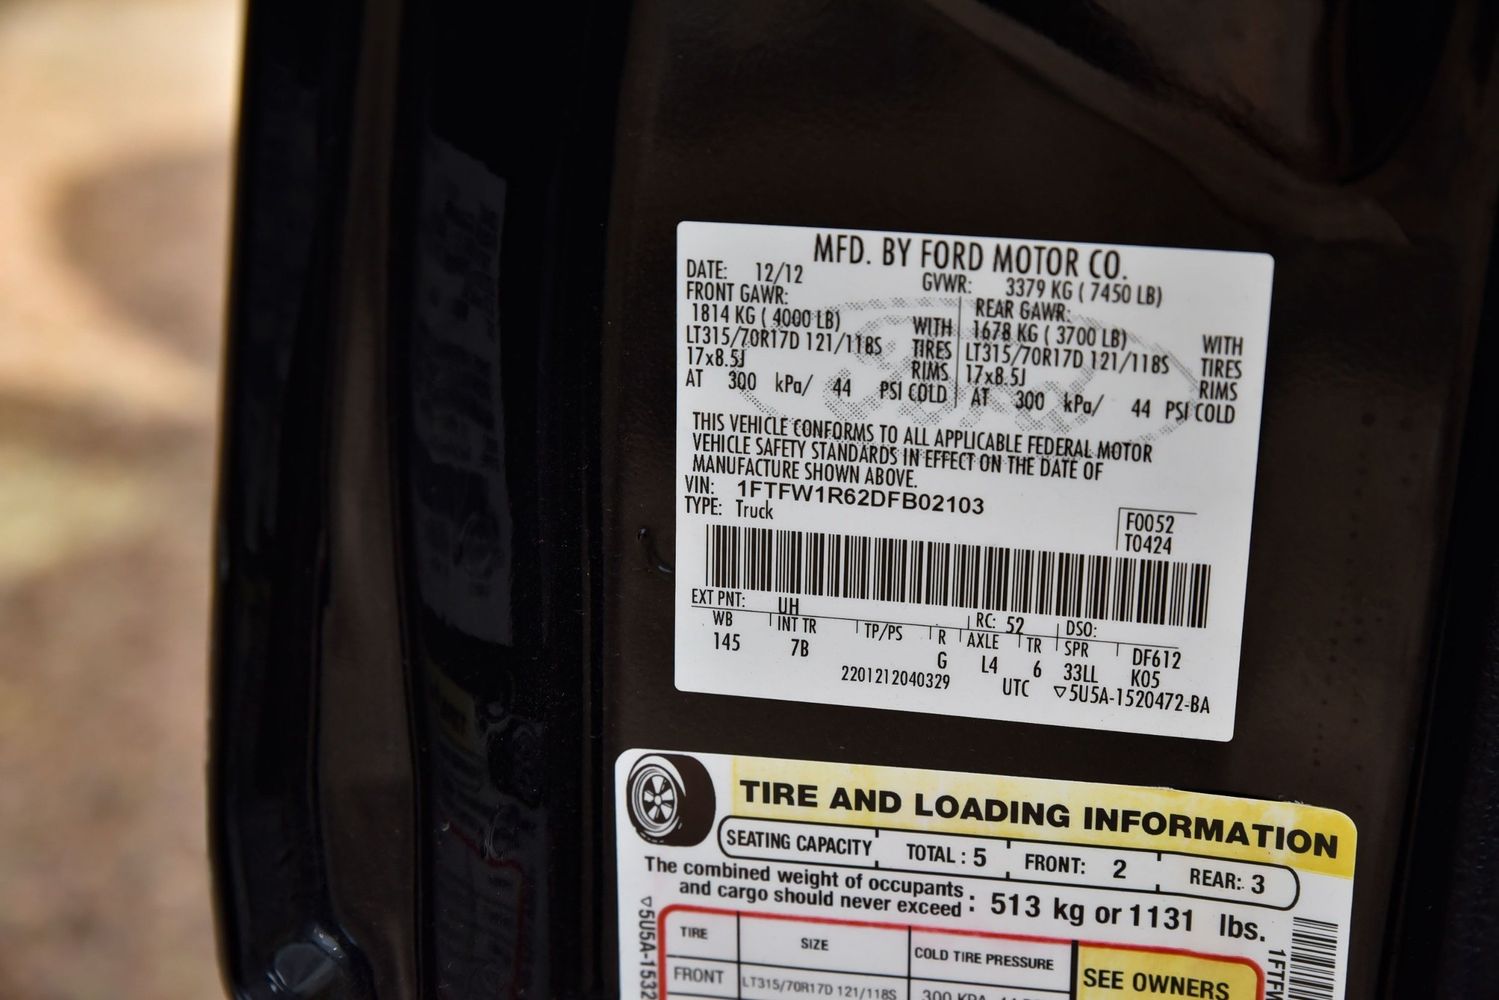 MFD. BY FORD MOTOR CO.
DATE: 12/12 GVWR: 3379 KG ( 7450 LB)
FRONT GAWR: REAR GAWR:
1814 KG ( 4000 LB) WITH 1678 KG ( 3700 LB) WITH
LT315/70R17D 121/118S TIRES LT315/70R17D 121/118S TIRES
17x8.5J RIMS 17x8.5J RIMS
AT 300 kPa/ 44 PSI COLD AT 300 kPa/ 44 PSI COLD
THIS VEHICLE CONFORMS TO ALL APPLICABLE FEDERAL MOTOR
VEHICLE SAFETY STANDARDS IN EFFECT ON THE DATE OF
MANUFACTURE SHOWN ABOVE.
VIN: 1FTFW1R62DFB02103
TYPE: Truck
F0052
T0424
EXT PNT: UH RC: 52 DSO:
WB INT TR TP/PS R AXLE TR SPR DF612
145 7B G L4 6 33LL K05
2201212040329 UTC ▽5U5A-1520472-BA
TIRE AND LOADING INFORMATION
SEATING CAPACITY TOTAL : 5 FRONT: 2 REAR: 3
The combined weight of occupants
and cargo should never exceed : 513 kg or 1131 lbs.
TIRE SIZE COLD TIRE PRESSURE SEE OWNERS
FRONT LT315/70R17D 121/118S 300 KPA
▽5U5A-1532